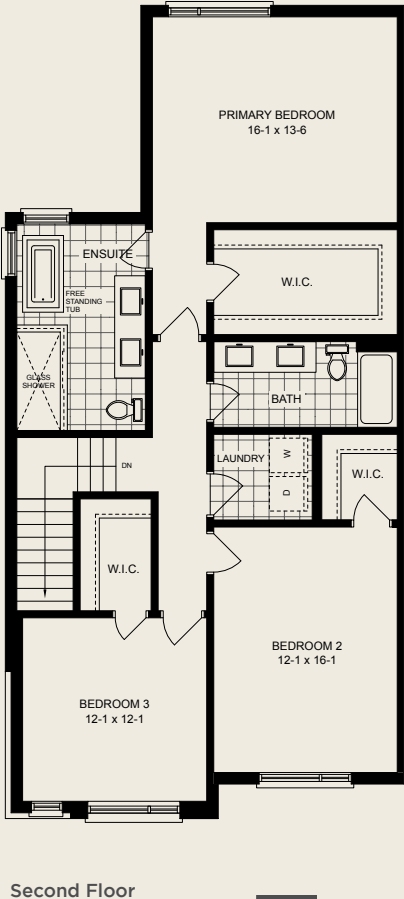 PRIMARY BEDROOM
16-1 x 13-6
ENSUITE
FREE
STANDING
TUB
W.I.C.
GLASS
SHOWER
BATH
LAUNDRY
W
D
W.I.C.
DN
W.I.C.
BEDROOM 2
12-1 x 16-1
BEDROOM 3
12-1 x 12-1
Second Floor